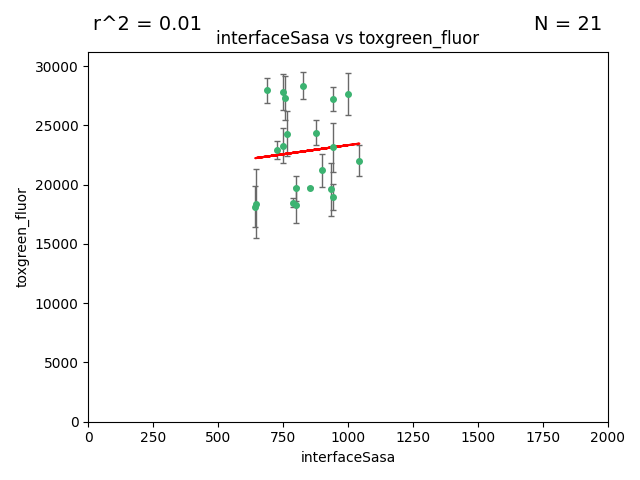 r^2 = 0.01
N = 21
interfaceSasa vs toxgreen_fluor
30000
25000
20000
15000
10000
5000
0
toxgreen_fluor
0 250 500 750 1000 1250 1500 1750 2000
interfaceSasa